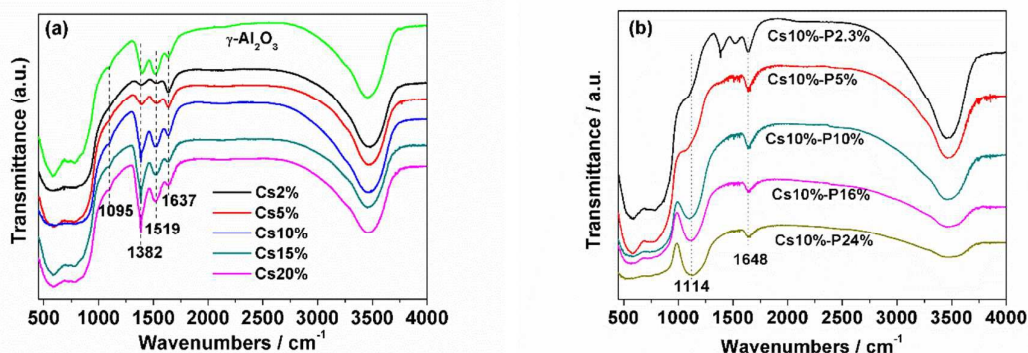 (a)
γ-Al2O3
1095
1519
1637
1382
Cs2%
Cs5%
Cs10%
Cs15%
Cs20%
Transmittance (a.u.)
500 1000 1500 2000 2500 3000 3500 4000
Wavenumbers / cm-1
(b)
Cs10%-P2.3%
Cs10%-P5%
Cs10%-P10%
Cs10%-P16%
Cs10%-P24%
1114
1648
Transmittance / a.u.
500 1000 1500 2000 2500 3000 3500 4000
Wavenumbers / cm-1